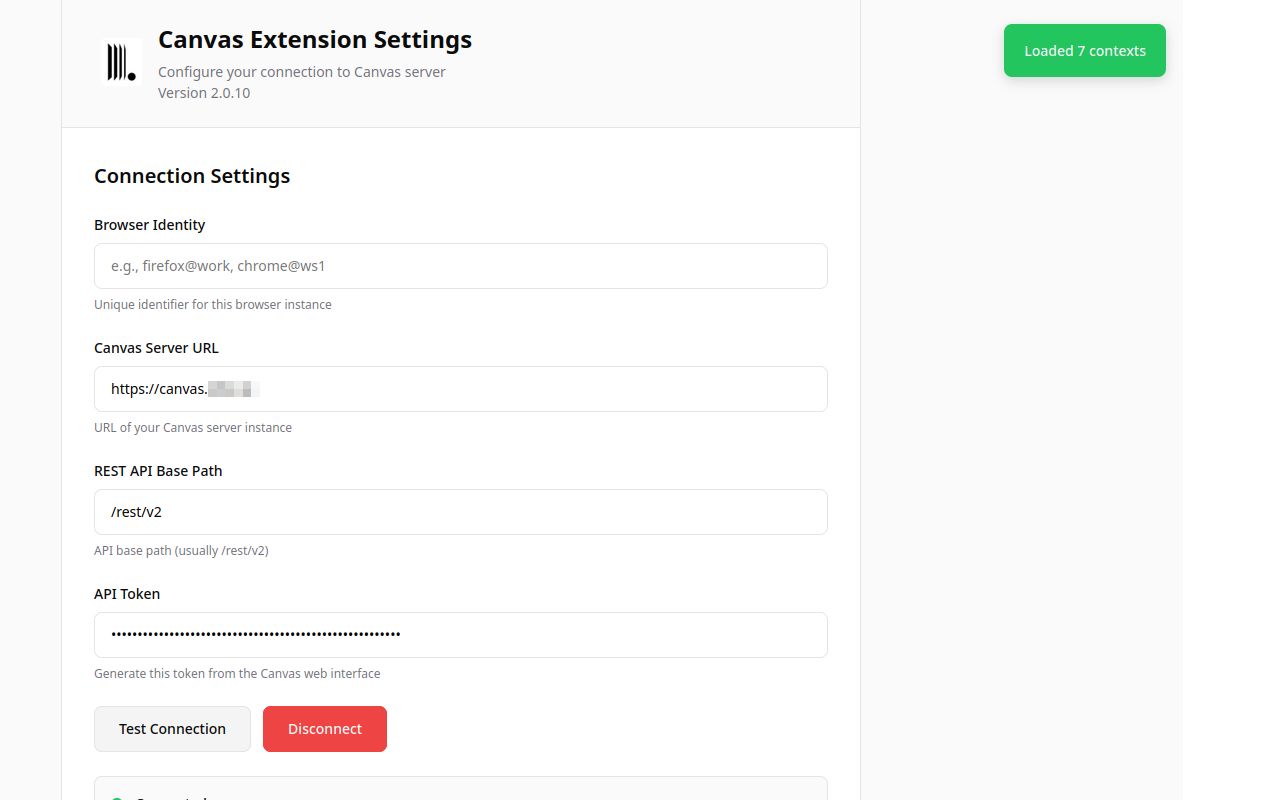 Canvas Extension Settings
Configure your connection to Canvas server
Version 2.0.10
Loaded 7 contexts
Connection Settings
Browser Identity
e.g., firefox@work, chrome@ws1
Unique identifier for this browser instance
Canvas Server URL
https://canvas.
URL of your Canvas server instance
REST API Base Path
/rest/v2
API base path (usually /rest/v2)
API Token
Generate this token from the Canvas web interface
Test Connection
Disconnect